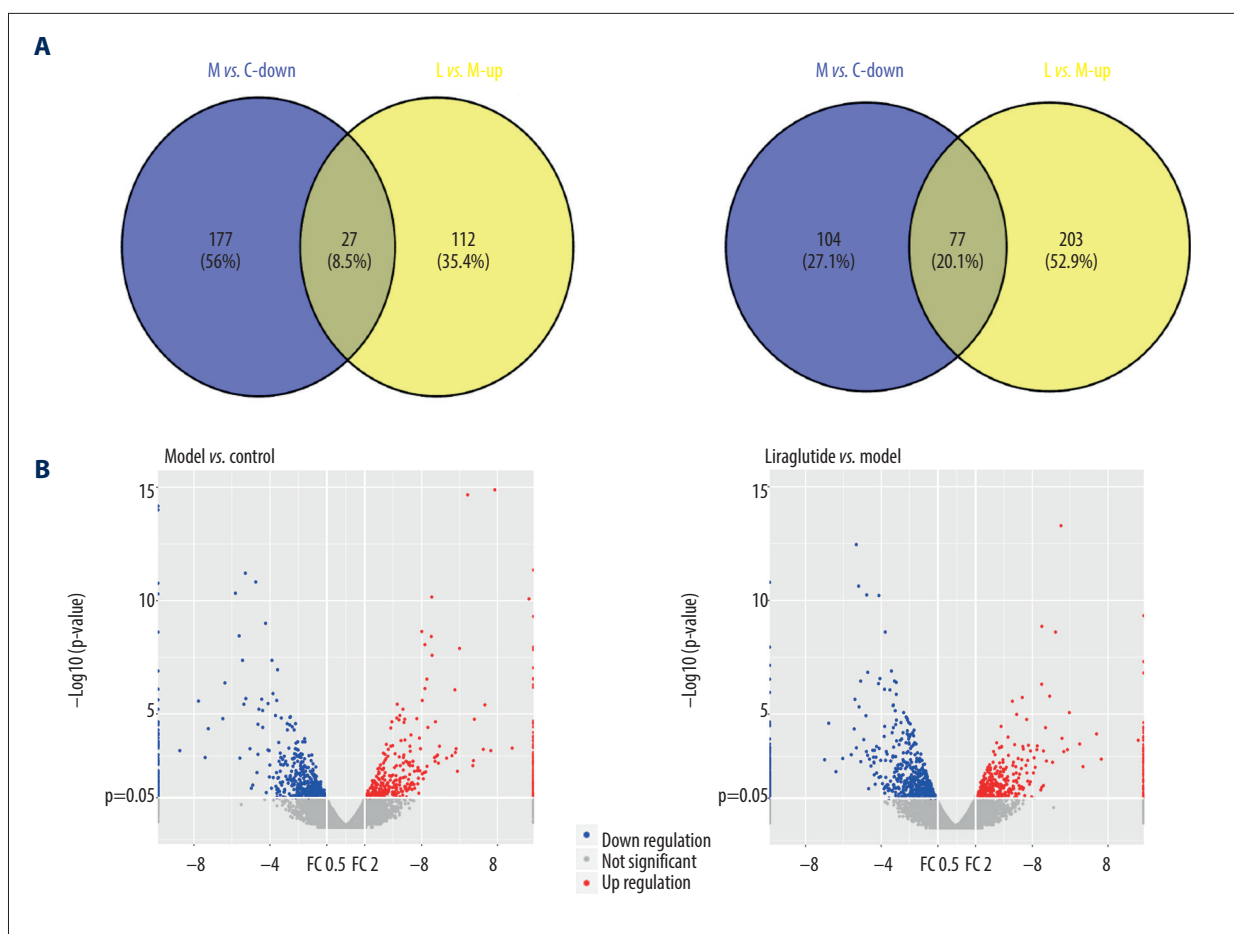 A
M vs. C-down
L vs. M-up
177
(56%)
27
(8.5%)
112
(35.4%)
M vs. C-down
L vs. M-up
104
(27.1%)
77
(20.1%)
203
(52.9%)
B
Model vs. control
–Log10 (p-value)
15
10
5
p=0.05
–8
–4
FC 0.5
FC 2
–8
8
Liraglutide vs. model
–Log10 (p-value)
15
10
5
p=0.05
–8
–4
FC 0.5
FC 2
–8
8
Down regulation
Not significant
Up regulation